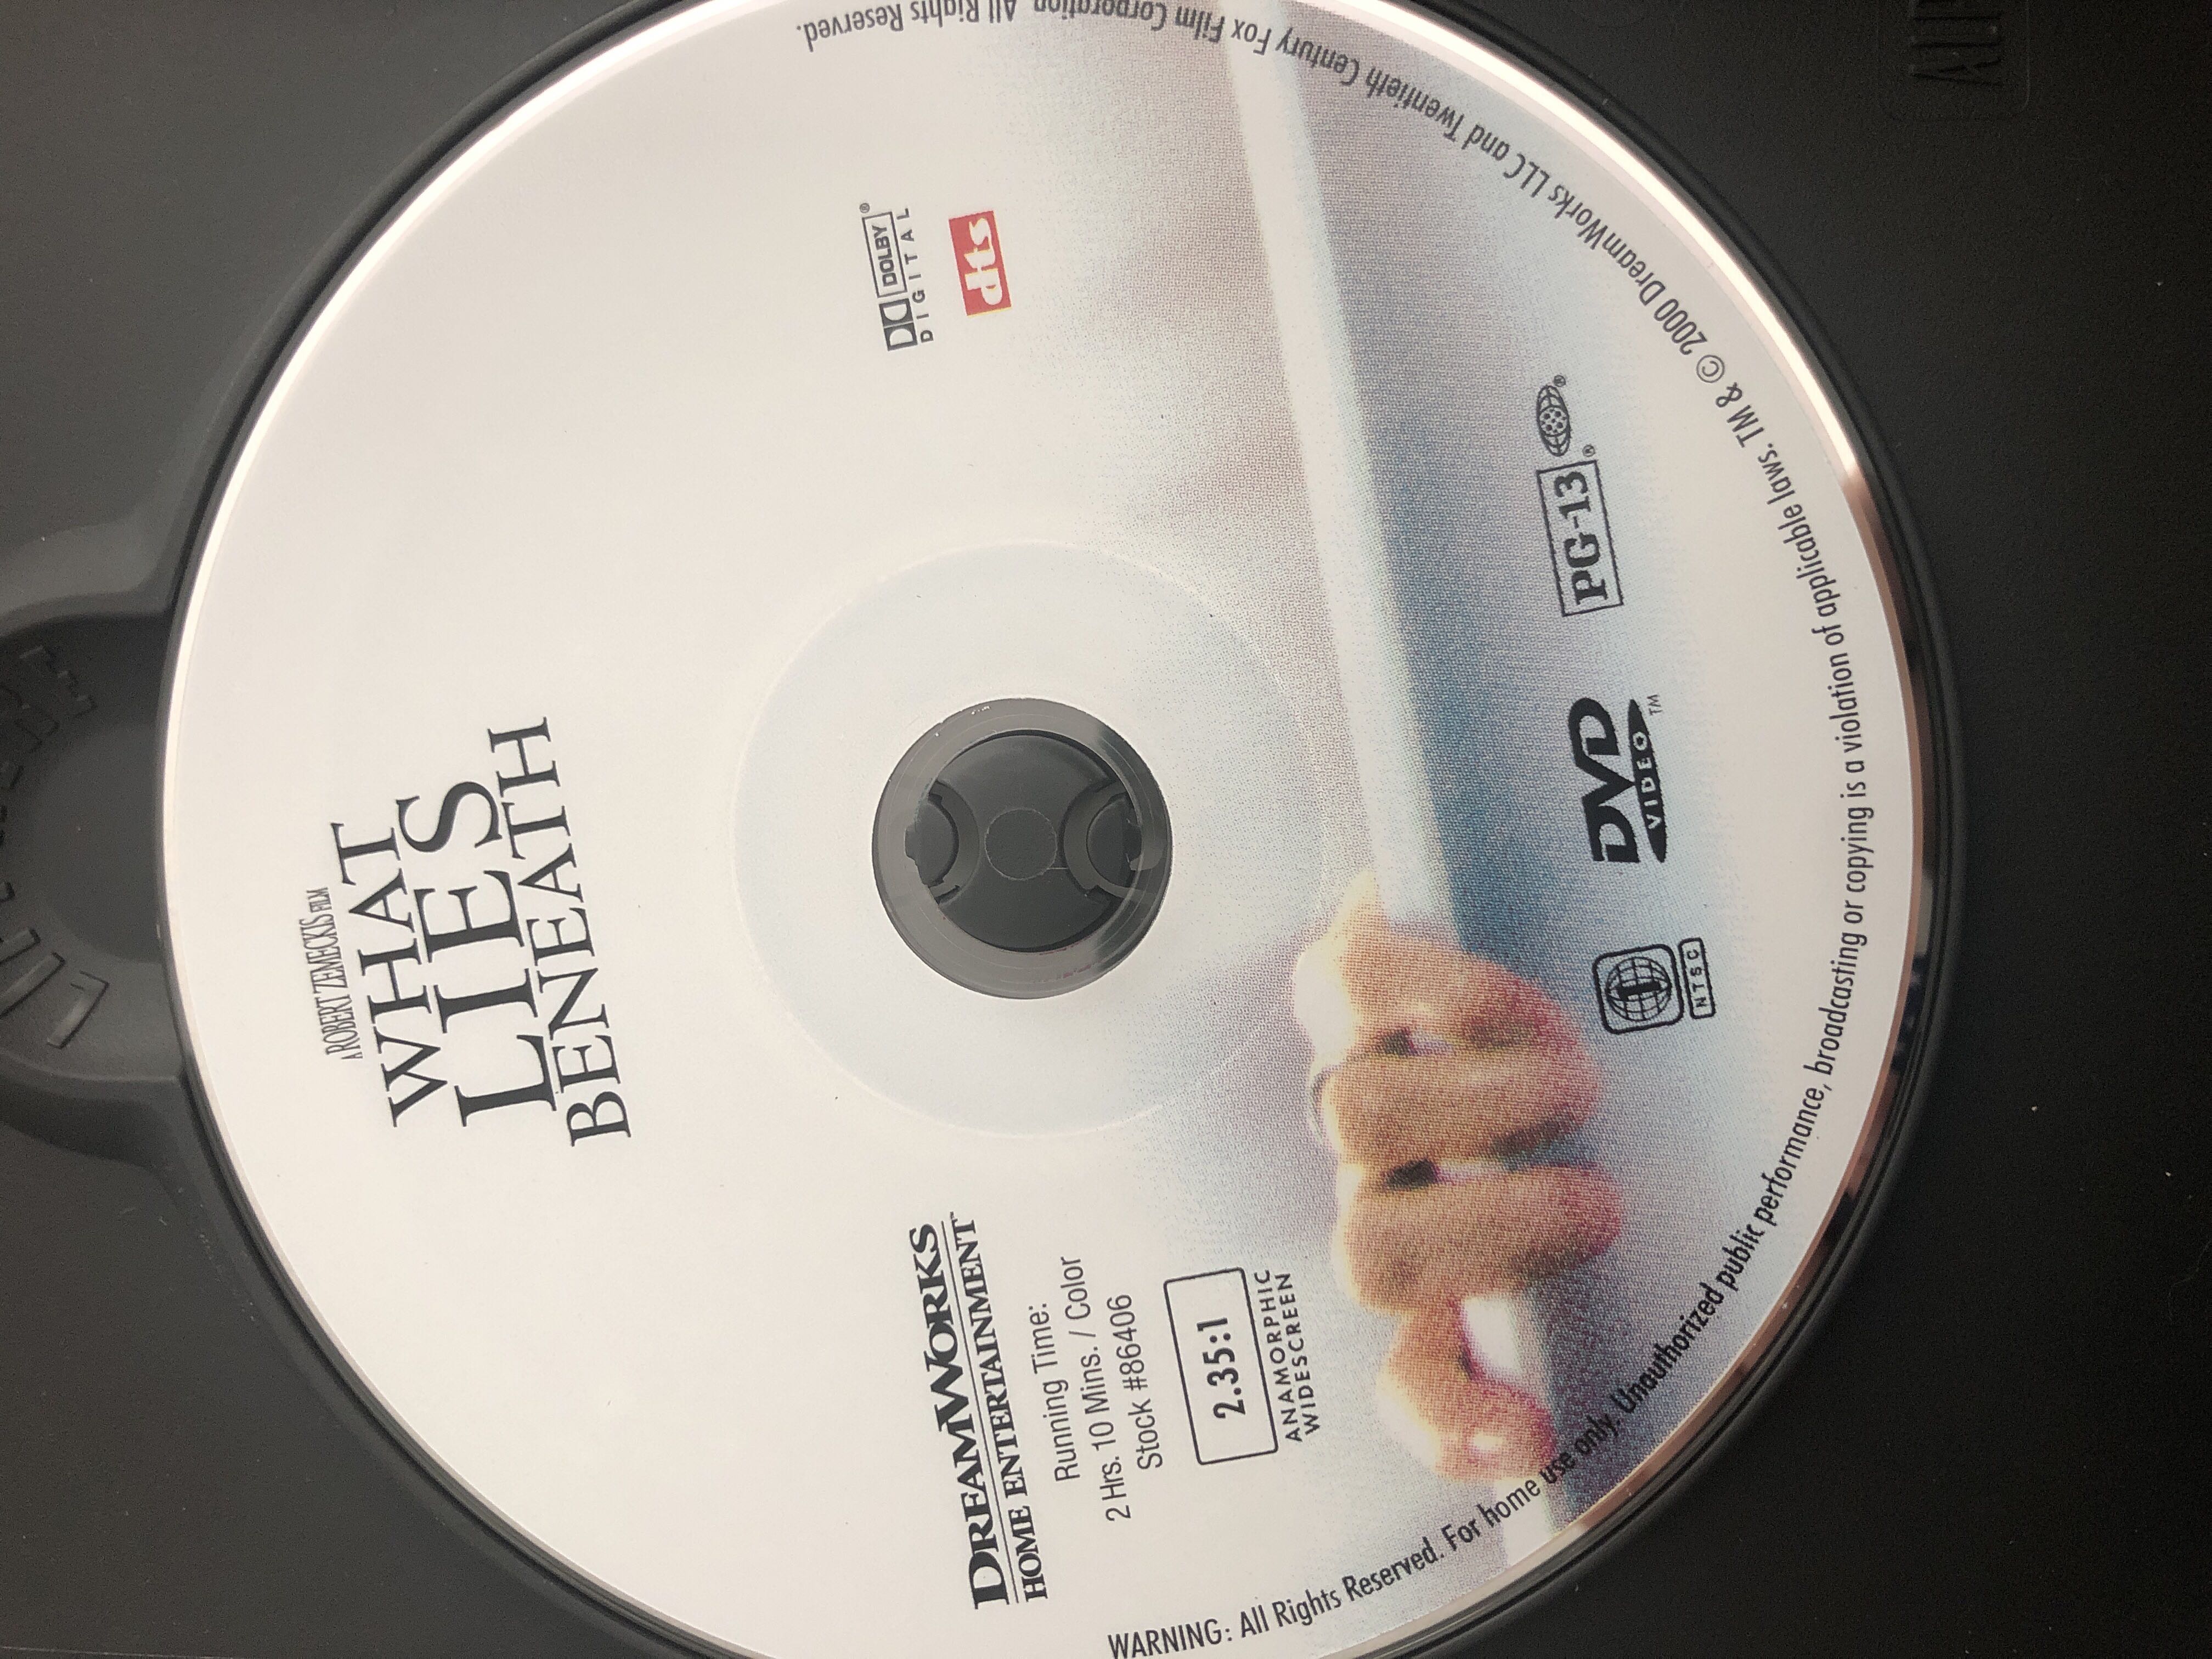 A ROBERT ZEMECKIS FILM
WHAT
LIES
BENEATH
DREAMWORKS
HOME ENTERTAINMENT™
Running Time:
2 Hrs. 10 Mins. / Color
Stock #86406
2.35:1
ANAMORPHIC
WIDESCREEN
DOLBY®
DIGITAL
dts
1
NTSC
DVD
VIDEO™
PG-13® ®
WARNING: All Rights Reserved. For home use only. Unauthorized public performance, broadcasting or copying is a violation of applicable laws. TM & © 2000 DreamWorks LLC and Twentieth Century Fox Film Corporation. All Rights Reserved.